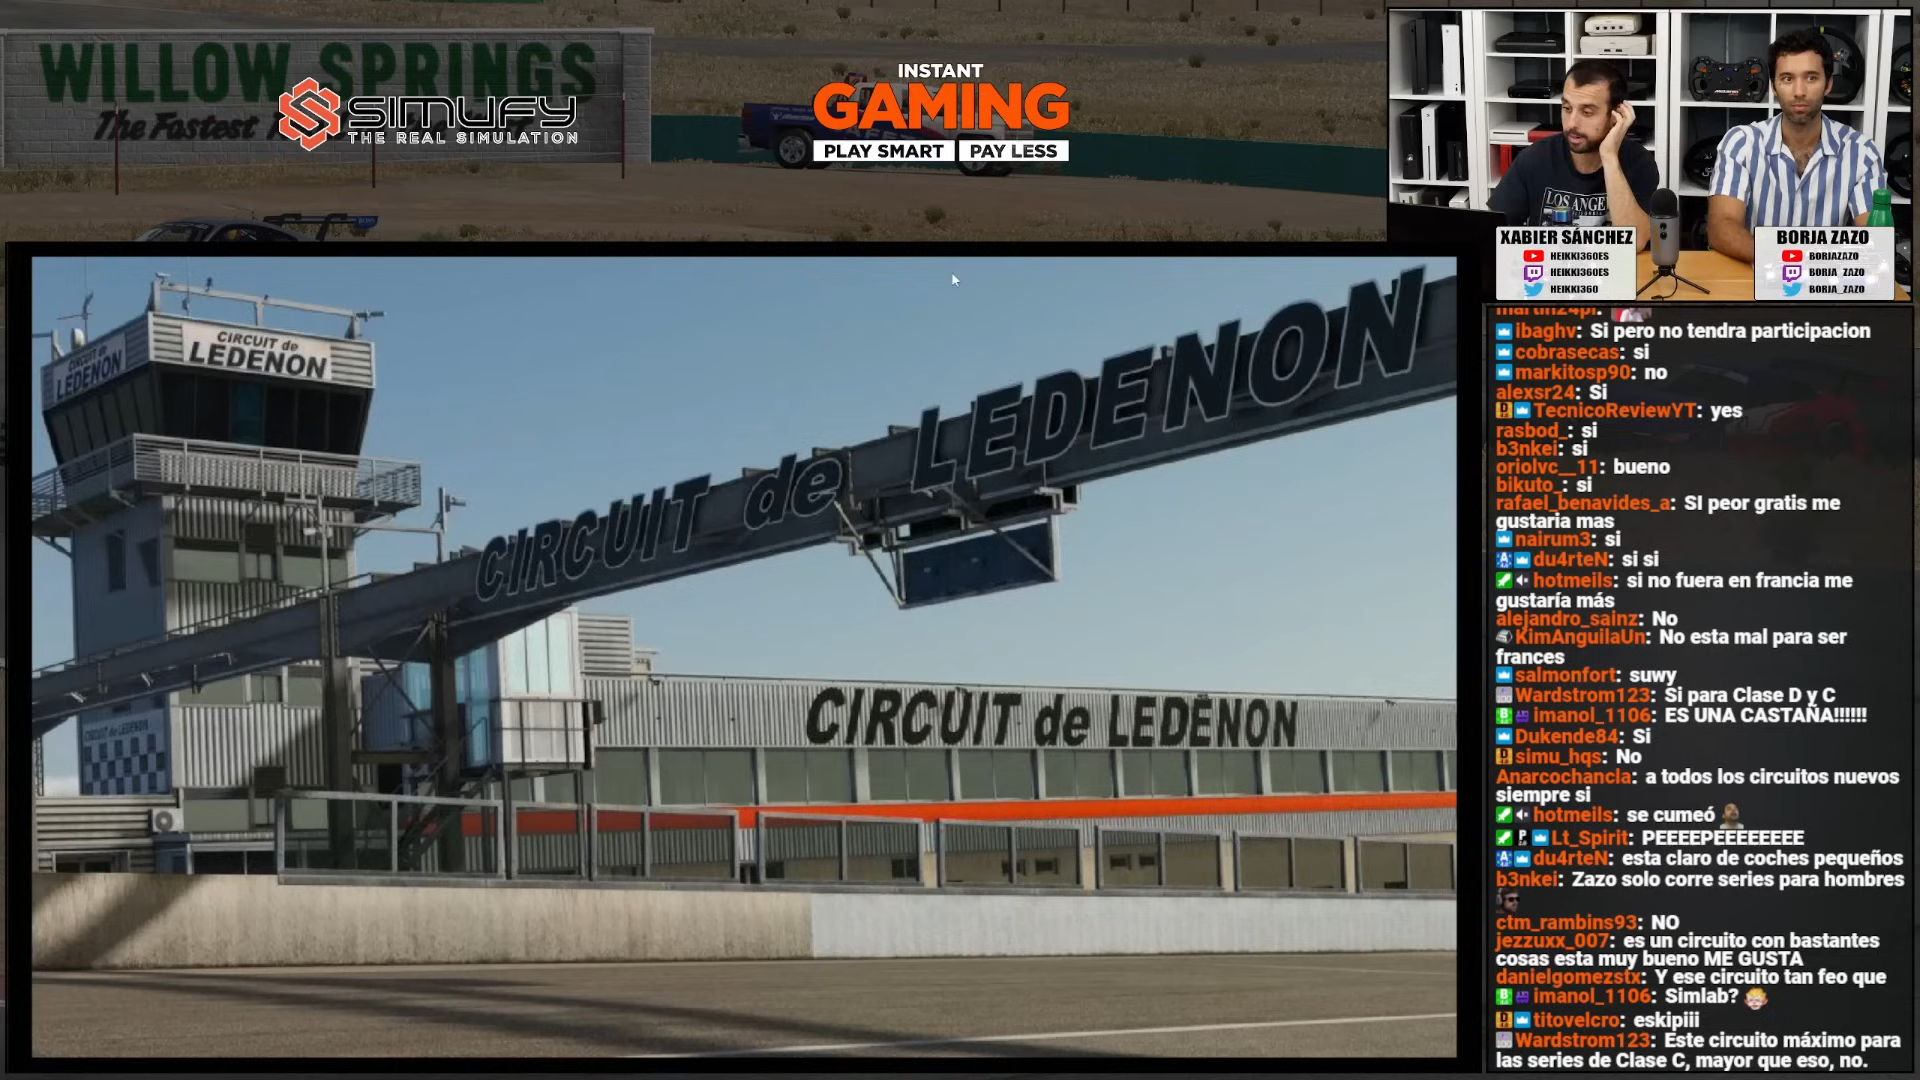 WILLOW SPRINGS
The Fastest
SIMUFY
THE REAL SIMULATION
INSTANT
GAMING
PLAY SMART
PAY LESS
LOS ANGE
XABIER SÁNCHEZ
HEIKKI360ES
HEIKKI360ES
HEIKKI360
BORJA ZAZO
BORJAZAZO
BORJA_ZAZO
BORJA_ZAZO
CIRCUIT de
LEDENON
CIRCUIT de
LEDENON
CIRCUIT de LEDENON
CIRCUIT de LEDENON
CIRCUIT de LEDENON
martin24pl:
ibaghv: Si pero no tendra participacion
cobrasecas: si
markitosp90: no
alexsr24: Si
TecnicoReviewYT: yes
rasbod_: si
b3nkei: si
oriolvc__11: bueno
bikuto_: si
rafael_benavides_a: SI peor gratis me
gustaria mas
nairum3: si
du4rteN: si si
hotmeils: si no fuera en francia me
gustaría más
alejandro_sainz: No
KimAnguilaUn: No esta mal para ser
frances
salmonfort: suwy
Wardstrom123: Si para Clase D y C
imanol_1106: ES UNA CASTAÑA!!!!!!
Dukende84: Si
simu_hqs: No
Anarcochancla: a todos los circuitos nuevos
siempre si
hotmeils: se cumeó
Lt_Spirit: PEEEEPEEEEEEEE
du4rteN: esta claro de coches pequeños
b3nkei: Zazo solo corre series para hombres
ctm_rambins93: NO
jezzuxx_007: es un circuito con bastantes
cosas esta muy bueno ME GUSTA
danielgomezstx: Y ese circuito tan feo que
imanol_1106: Simlab?
titovelcro: eskipiii
Wardstrom123: Este circuito máximo para
las series de Clase C, mayor que eso, no.